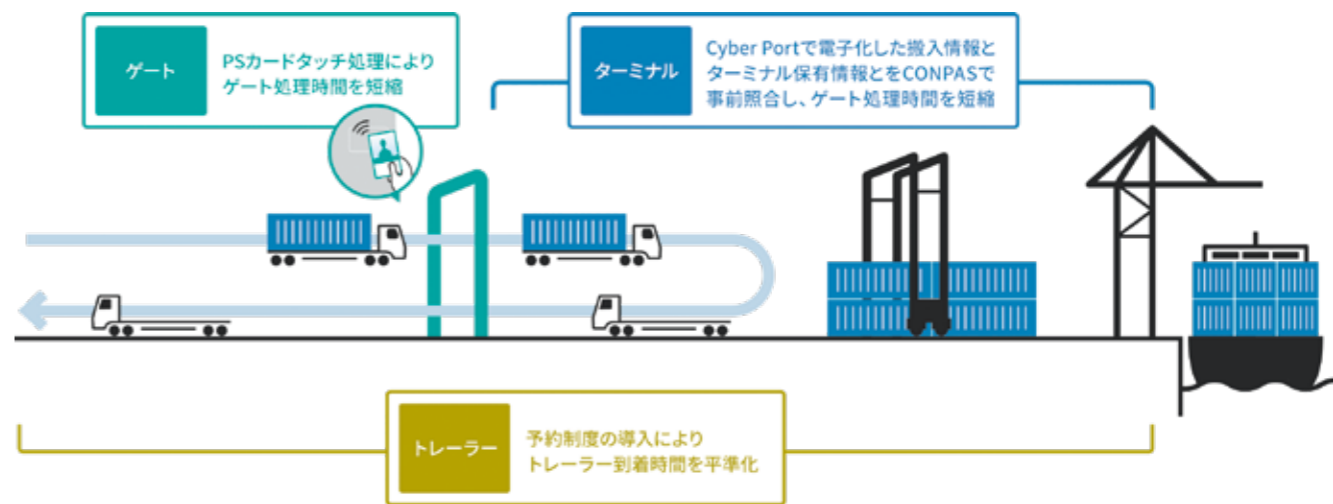 ゲート
PSカードタッチ処理により
ゲート処理時間を短縮
ターミナル
Cyber Portで電子化した搬入情報と
ターミナル保有情報とをCONPASで
事前照合し、ゲート処理時間を短縮
トレーラー
予約制度の導入により
トレーラー到着時間を平準化